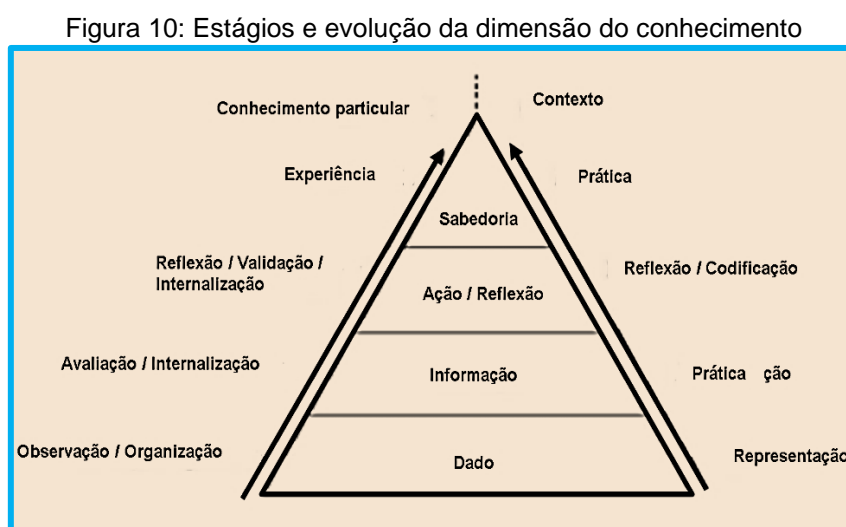 Figura 10: Estágios e evolução da dimensão do conhecimento
Conhecimento particular
Contexto
Experiência
Prática
Sabedoria
Reflexão / Validação /
Internalização
Reflexão / Codificação
Ação / Reflexão
Avaliação / Internalização
Informação
Prática ção
Observação / Organização
Dado
Representação